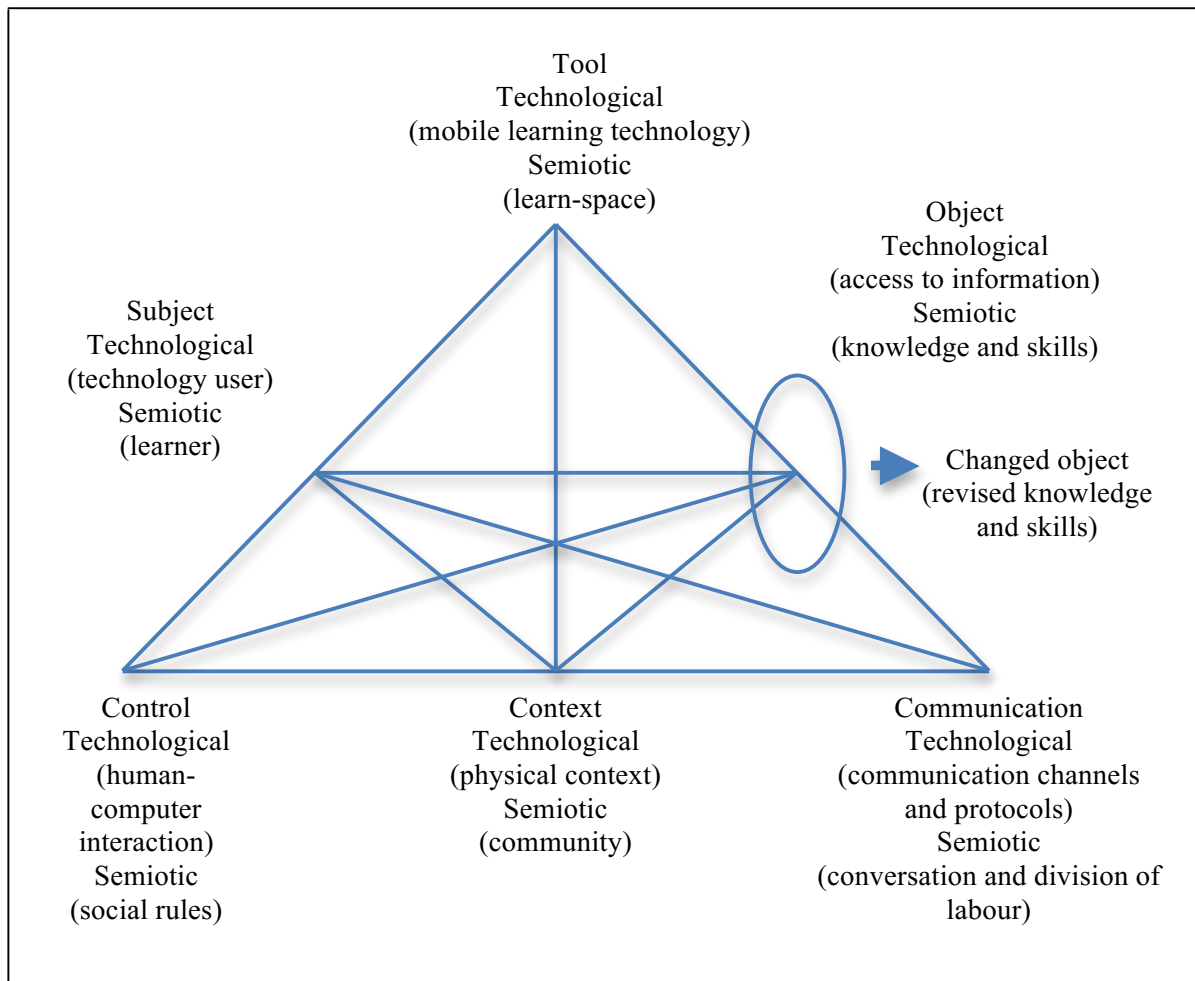 Tool
Technological
(mobile learning technology)
Semiotic
(learn-space)
Object
Technological
(access to information)
Semiotic
(knowledge and skills)
Subject
Technological
(technology user)
Semiotic
(learner)
Changed object
(revised knowledge
and skills)
Control
Technological
(human-
computer
interaction)
Semiotic
(social rules)
Context
Technological
(physical context)
Semiotic
(community)
Communication
Technological
(communication channels
and protocols)
Semiotic
(conversation and division of
labour)